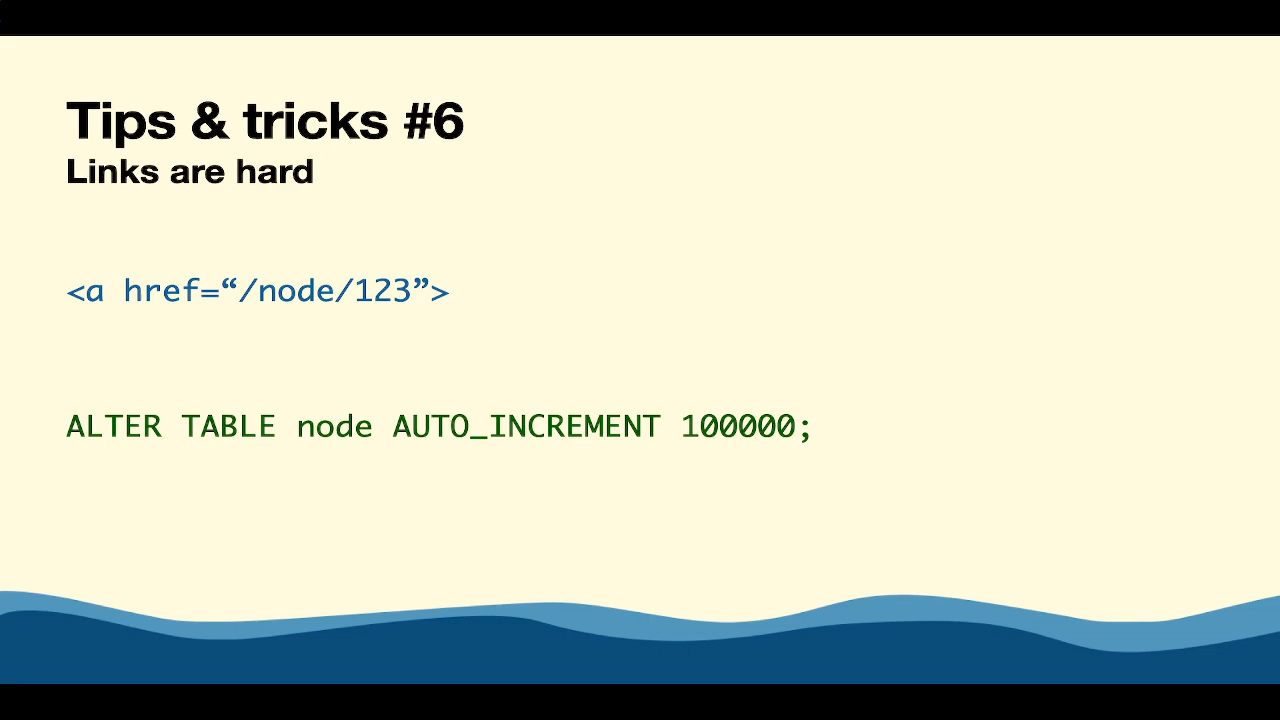 Tips & tricks #6
Links are hard
<a href=“/node/123”>
ALTER TABLE node AUTO_INCREMENT 100000;